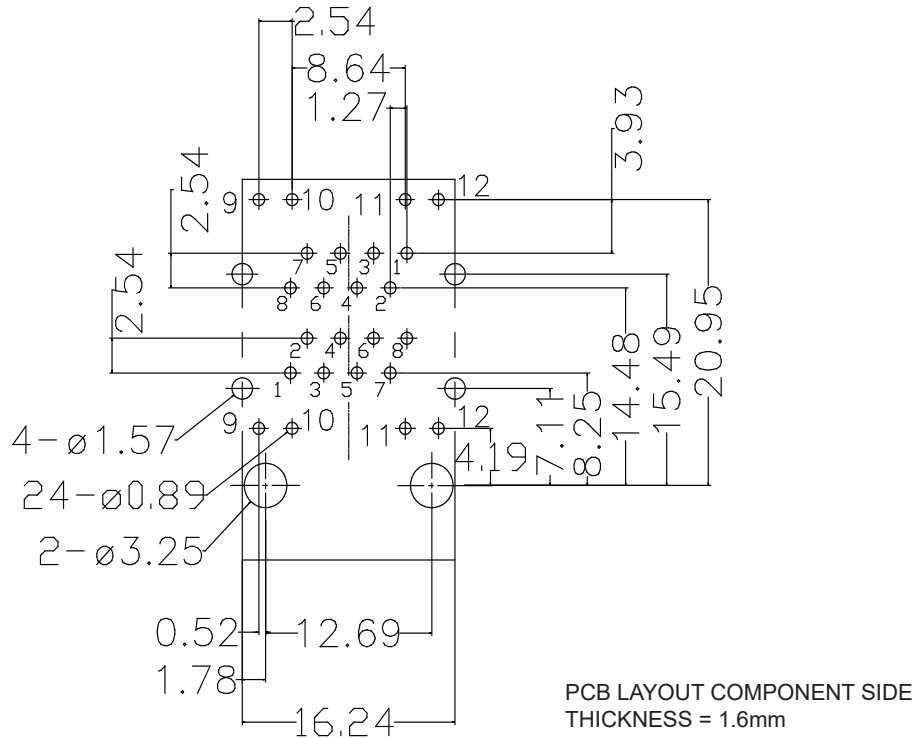 2.54
8.64
1.27
3.93
2.54
9 10 11 12
7 5 3 1
8 6 4 2
2.54
2 4 6 8
1 3 5 7
9 10 11 12
4-ø1.57
24-ø0.89
2-ø3.25
4.19
7.11
8.25
14.48
15.49
20.95
0.52
12.69
1.78
16.24
PCB LAYOUT COMPONENT SIDE
THICKNESS = 1.6mm